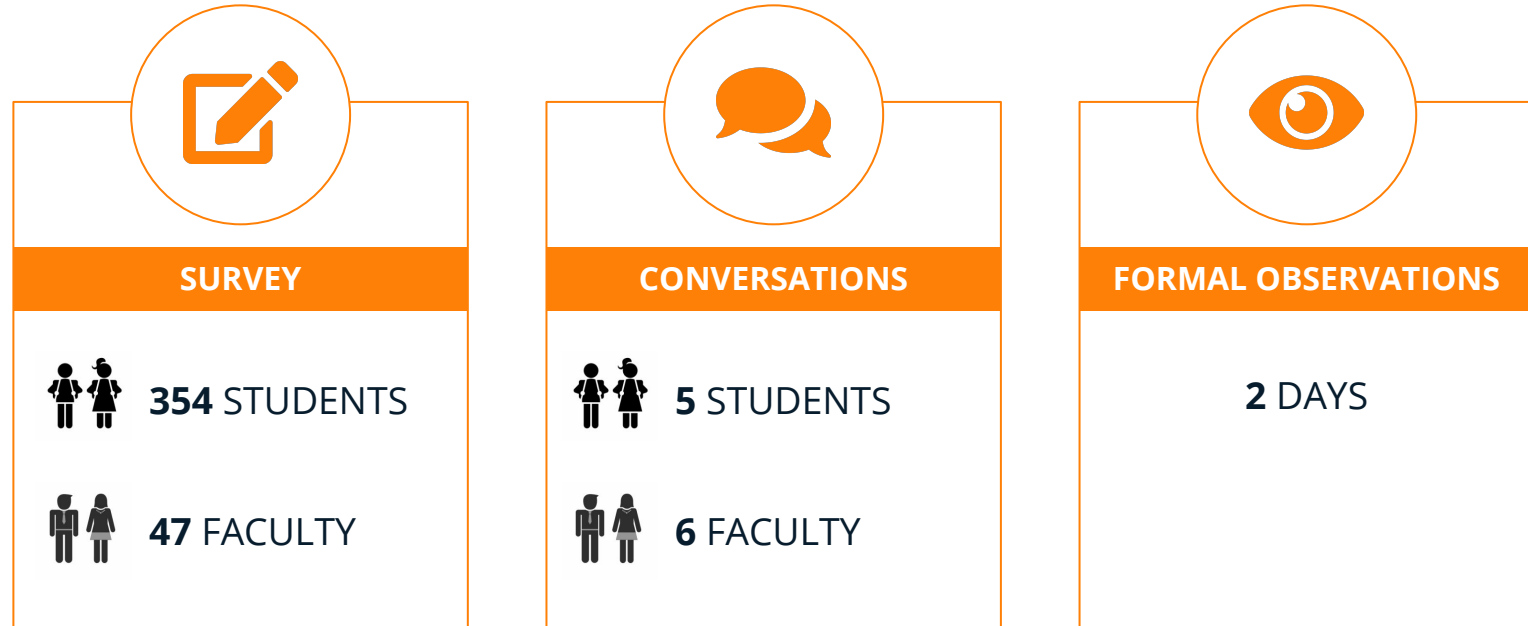 SURVEY
354 STUDENTS
47 FACULTY
CONVERSATIONS
5 STUDENTS
6 FACULTY
FORMAL OBSERVATIONS
2 DAYS